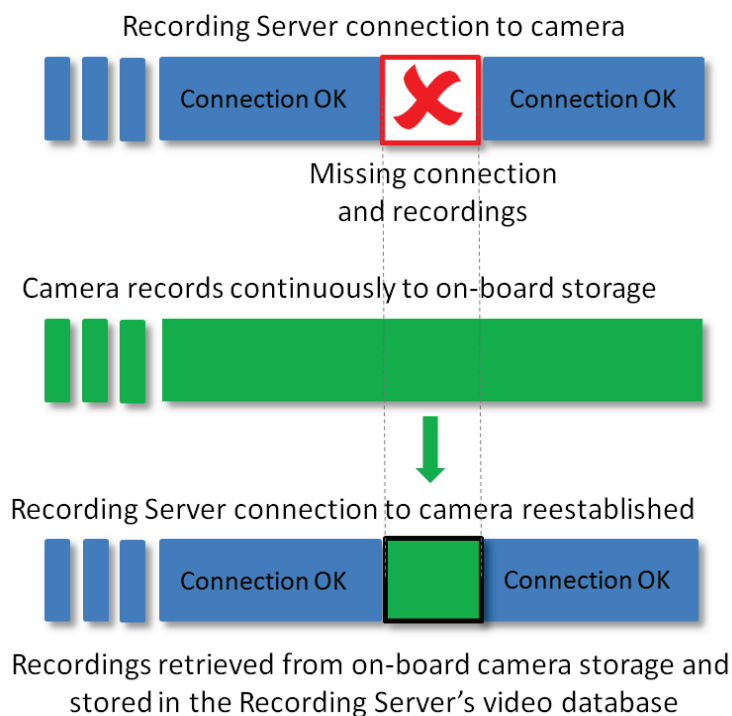 Recording Server connection to camera
Connection OK
Connection OK
Missing connection
and recordings
Camera records continuously to on-board storage
Recording Server connection to camera reestablished
Connection OK
Connection OK
Recordings retrieved from on-board camera storage and
stored in the Recording Server's video database